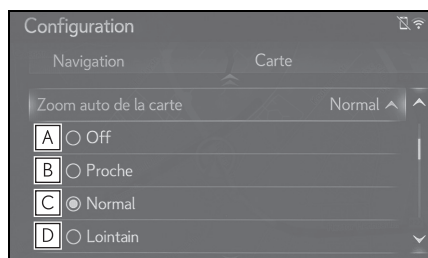 Configuration
Navigation Carte
Zoom auto de la carte Normal
A Off
B Proche
C Normal
D Lointain